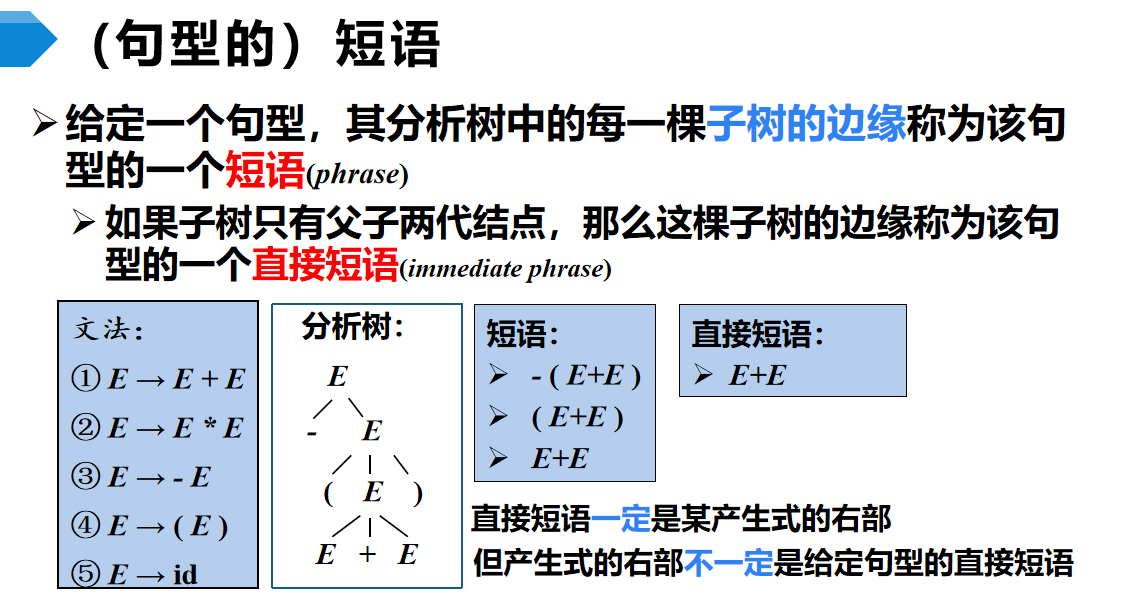 （句型的）短语
➢ 给定一个句型，其分析树中的每一棵子树的边缘称为该句
型的一个短语(phrase)
➢ 如果子树只有父子两代结点，那么这棵子树的边缘称为该句
型的一个直接短语(immediate phrase)
文法：
① E → E + E
② E → E * E
③ E → - E
④ E → ( E )
⑤ E → id
分析树：
E
- E
( E )
E + E
短语：
➢ - ( E+E )
➢ ( E+E )
➢ E+E
直接短语：
➢ E+E
直接短语一定是某产生式的右部
但产生式的右部不一定是给定句型的直接短语